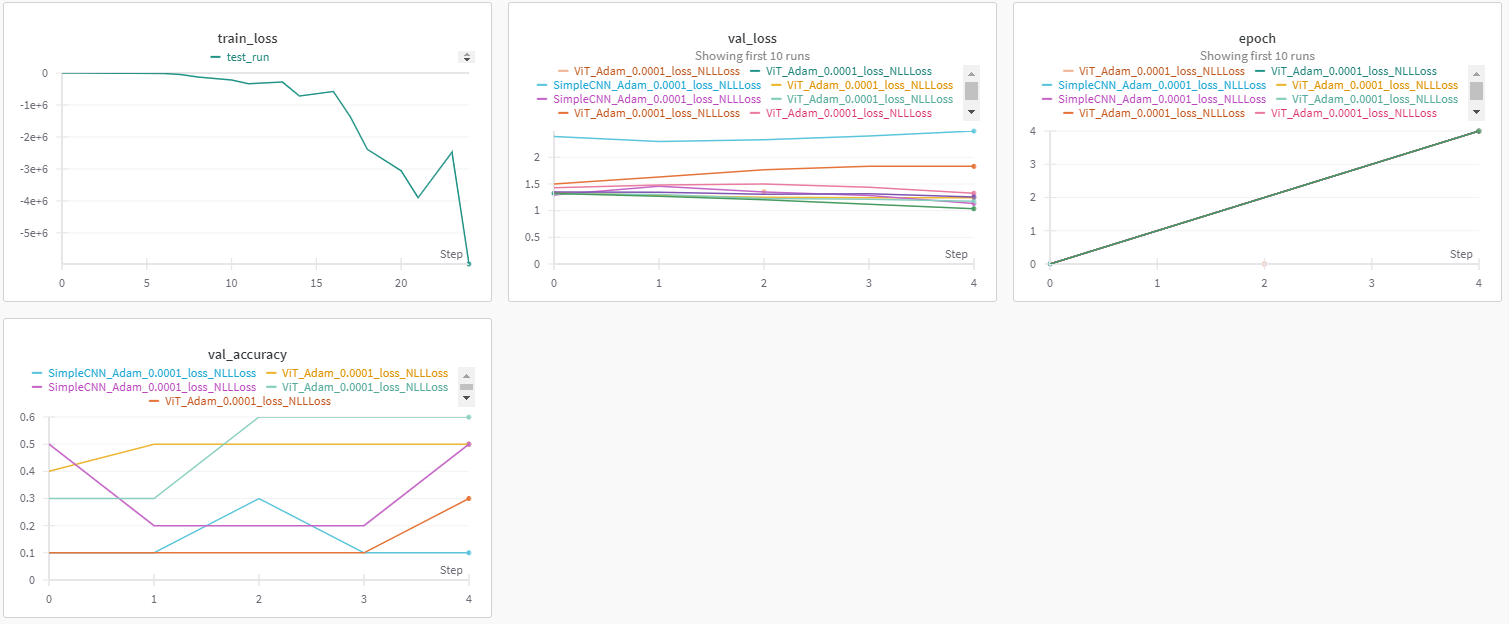 train_loss
test_run
0
-1e+6
-2e+6
-3e+6
-4e+6
-5e+6
Step
0 5 10 15 20
val_loss
Showing first 10 runs
ViT_Adam_0.0001_loss_NLLLoss ViT_Adam_0.0001_loss_NLLLoss
SimpleCNN_Adam_0.0001_loss_NLLLoss ViT_Adam_0.0001_loss_NLLLoss
SimpleCNN_Adam_0.0001_loss_NLLLoss ViT_Adam_0.0001_loss_NLLLoss
ViT_Adam_0.0001_loss_NLLLoss ViT_Adam_0.0001_loss_NLLLoss
2
1.5
1
0.5
0
Step
0 1 2 3 4
epoch
Showing first 10 runs
ViT_Adam_0.0001_loss_NLLLoss ViT_Adam_0.0001_loss_NLLLoss
SimpleCNN_Adam_0.0001_loss_NLLLoss ViT_Adam_0.0001_loss_NLLLoss
SimpleCNN_Adam_0.0001_loss_NLLLoss ViT_Adam_0.0001_loss_NLLLoss
ViT_Adam_0.0001_loss_NLLLoss ViT_Adam_0.0001_loss_NLLLoss
4
3
2
1
0
Step
0 1 2 3 4
val_accuracy
SimpleCNN_Adam_0.0001_loss_NLLLoss ViT_Adam_0.0001_loss_NLLLoss
SimpleCNN_Adam_0.0001_loss_NLLLoss ViT_Adam_0.0001_loss_NLLLoss
ViT_Adam_0.0001_loss_NLLLoss
0.6
0.5
0.4
0.3
0.2
0.1
0
Step
0 1 2 3 4